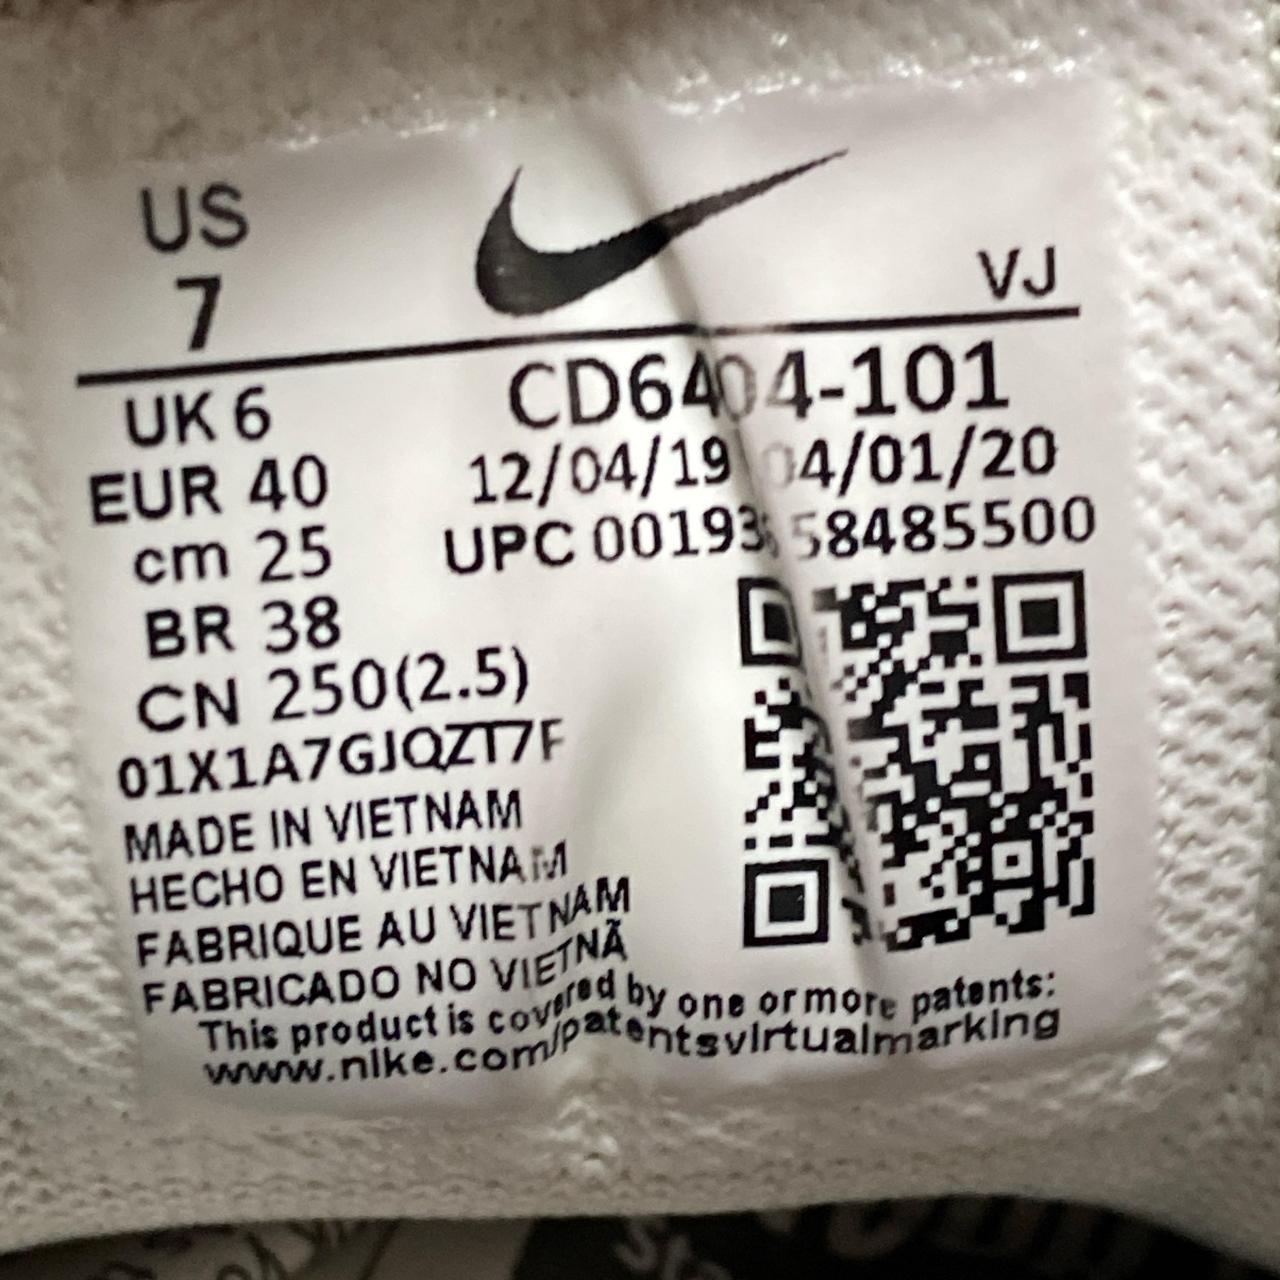 US
7
VJ
UK 6
CD6404-101
EUR 40
12/04/19 04/01/20
cm 25
UPC 00193 58485500
BR 38
CN 250(2.5)
01X1A7GJQZT7F
MADE IN VIETNAM
HECHO EN VIETNAM
FABRIQUE AU VIETNAM
FABRICADO NO VIETNÃ
This product is covered by one or more patents:
www.nike.com/patentsvirtualmarking